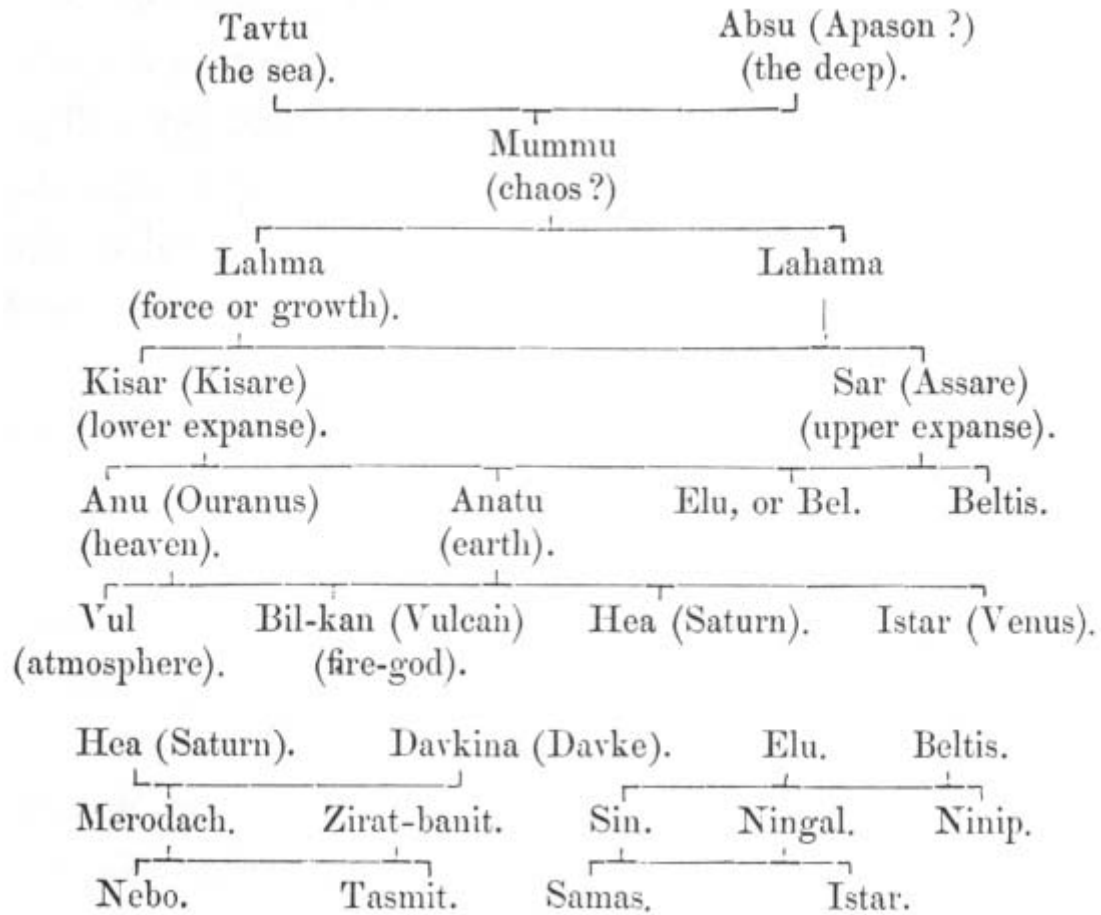 Tavtu Absu (Apason ?)
(the sea). (the deep).
Mummu
(chaos ?)
Lahma Lahama
(force or growth).
Kisar (Kisare) Sar (Assare)
(lower expanse). (upper expanse).
Anu (Ouranus) Anatu Elu, or Bel. Beltis.
(heaven). (earth).
Vul Bil-kan (Vulcan) Hea (Saturn). Istar (Venus).
(atmosphere). (fire-god).
Hea (Saturn). Davkina (Davke). Elu. Beltis.
Merodach. Zirat-banit. Sin. Ningal. Ninip.
Nebo. Tasmit. Samas. Istar.